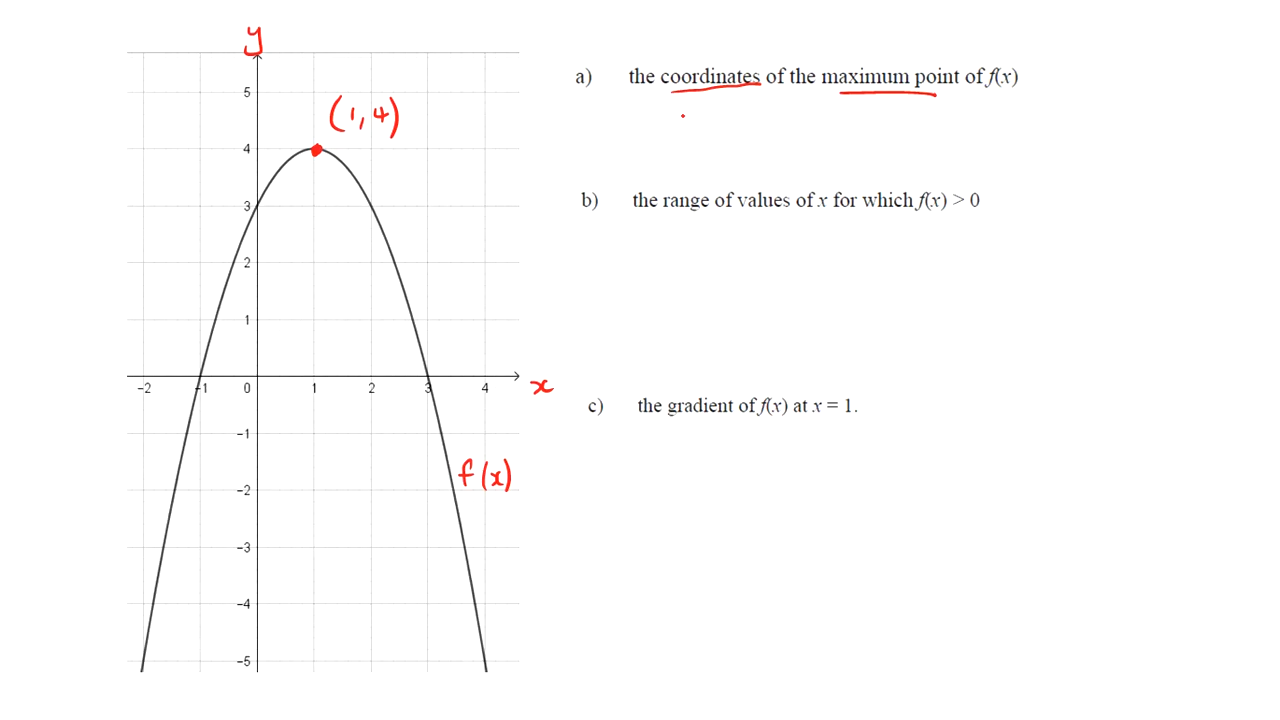 y
5
(1, 4)
4
3
2
1
-2 -1 0 1 2 3 4
x
-1
f(x)
-2
-3
-4
-5
a) the coordinates of the maximum point of f(x)
b) the range of values of x for which f(x) > 0
c) the gradient of f(x) at x = 1.